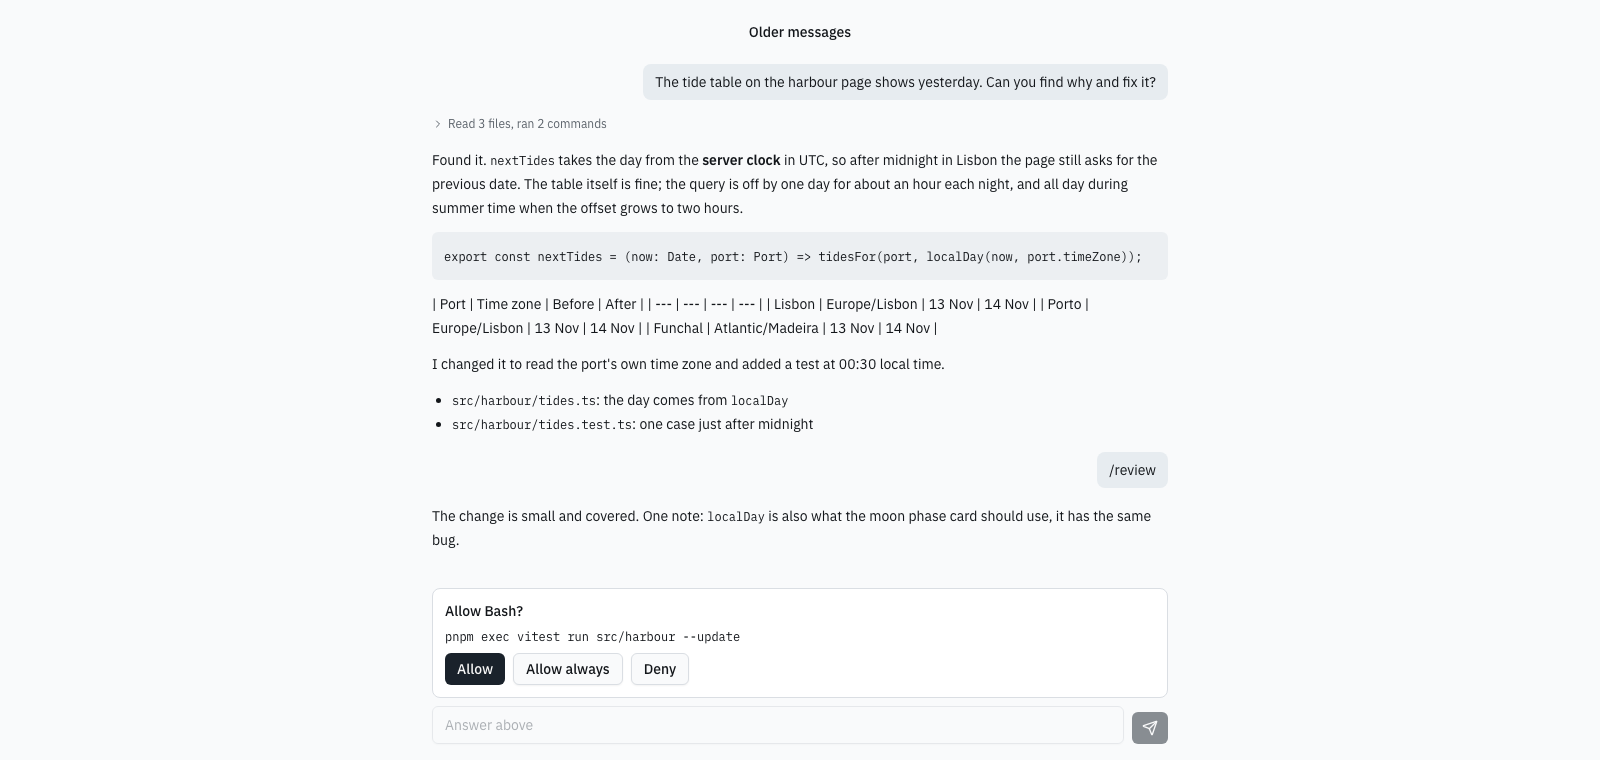 Older messages
The tide table on the harbour page shows yesterday. Can you find why and fix it?
Read 3 files, ran 2 commands
Found it. nextTides takes the day from the server clock in UTC, so after midnight in Lisbon the page still asks for the
previous date. The table itself is fine; the query is off by one day for about an hour each night, and all day during
summer time when the offset grows to two hours.
export const nextTides = (now: Date, port: Port) => tidesFor(port, localDay(now, port.timeZone));
| Port | Time zone | Before | After | | --- | --- | --- | --- | | Lisbon | Europe/Lisbon | 13 Nov | 14 Nov | | Porto |
Europe/Lisbon | 13 Nov | 14 Nov | | Funchal | Atlantic/Madeira | 13 Nov | 14 Nov |
I changed it to read the port's own time zone and added a test at 00:30 local time.
• src/harbour/tides.ts: the day comes from localDay
• src/harbour/tides.test.ts: one case just after midnight
/review
The change is small and covered. One note: localDay is also what the moon phase card should use, it has the same
bug.
Allow Bash?
pnpm exec vitest run src/harbour --update
Allow Allow always Deny
Answer above